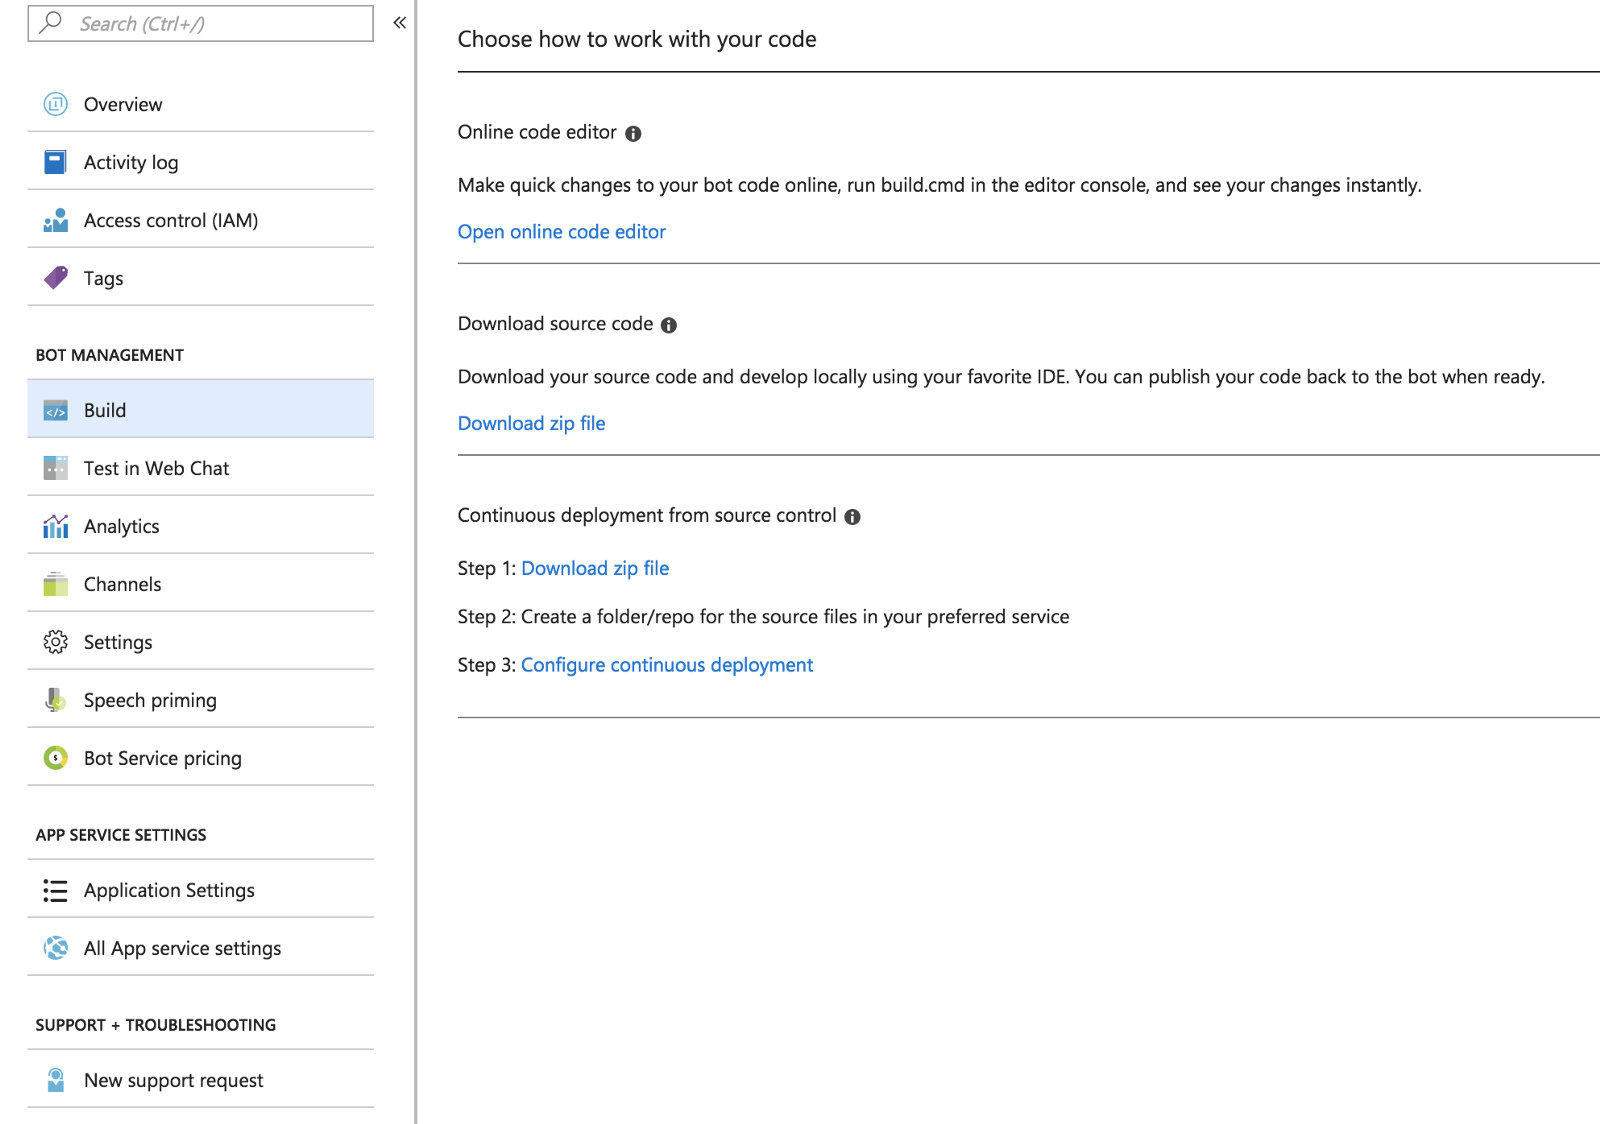 Search (Ctrl+/)
«
Overview
Activity log
Access control (IAM)
Tags
BOT MANAGEMENT
Build
Test in Web Chat
Analytics
Channels
Settings
Speech priming
Bot Service pricing
APP SERVICE SETTINGS
Application Settings
All App service settings
SUPPORT + TROUBLESHOOTING
New support request
Choose how to work with your code
Online code editor
Make quick changes to your bot code online, run build.cmd in the editor console, and see your changes instantly.
Open online code editor
Download source code
Download your source code and develop locally using your favorite IDE. You can publish your code back to the bot when ready.
Download zip file
Continuous deployment from source control
Step 1: Download zip file
Step 2: Create a folder/repo for the source files in your preferred service
Step 3: Configure continuous deployment